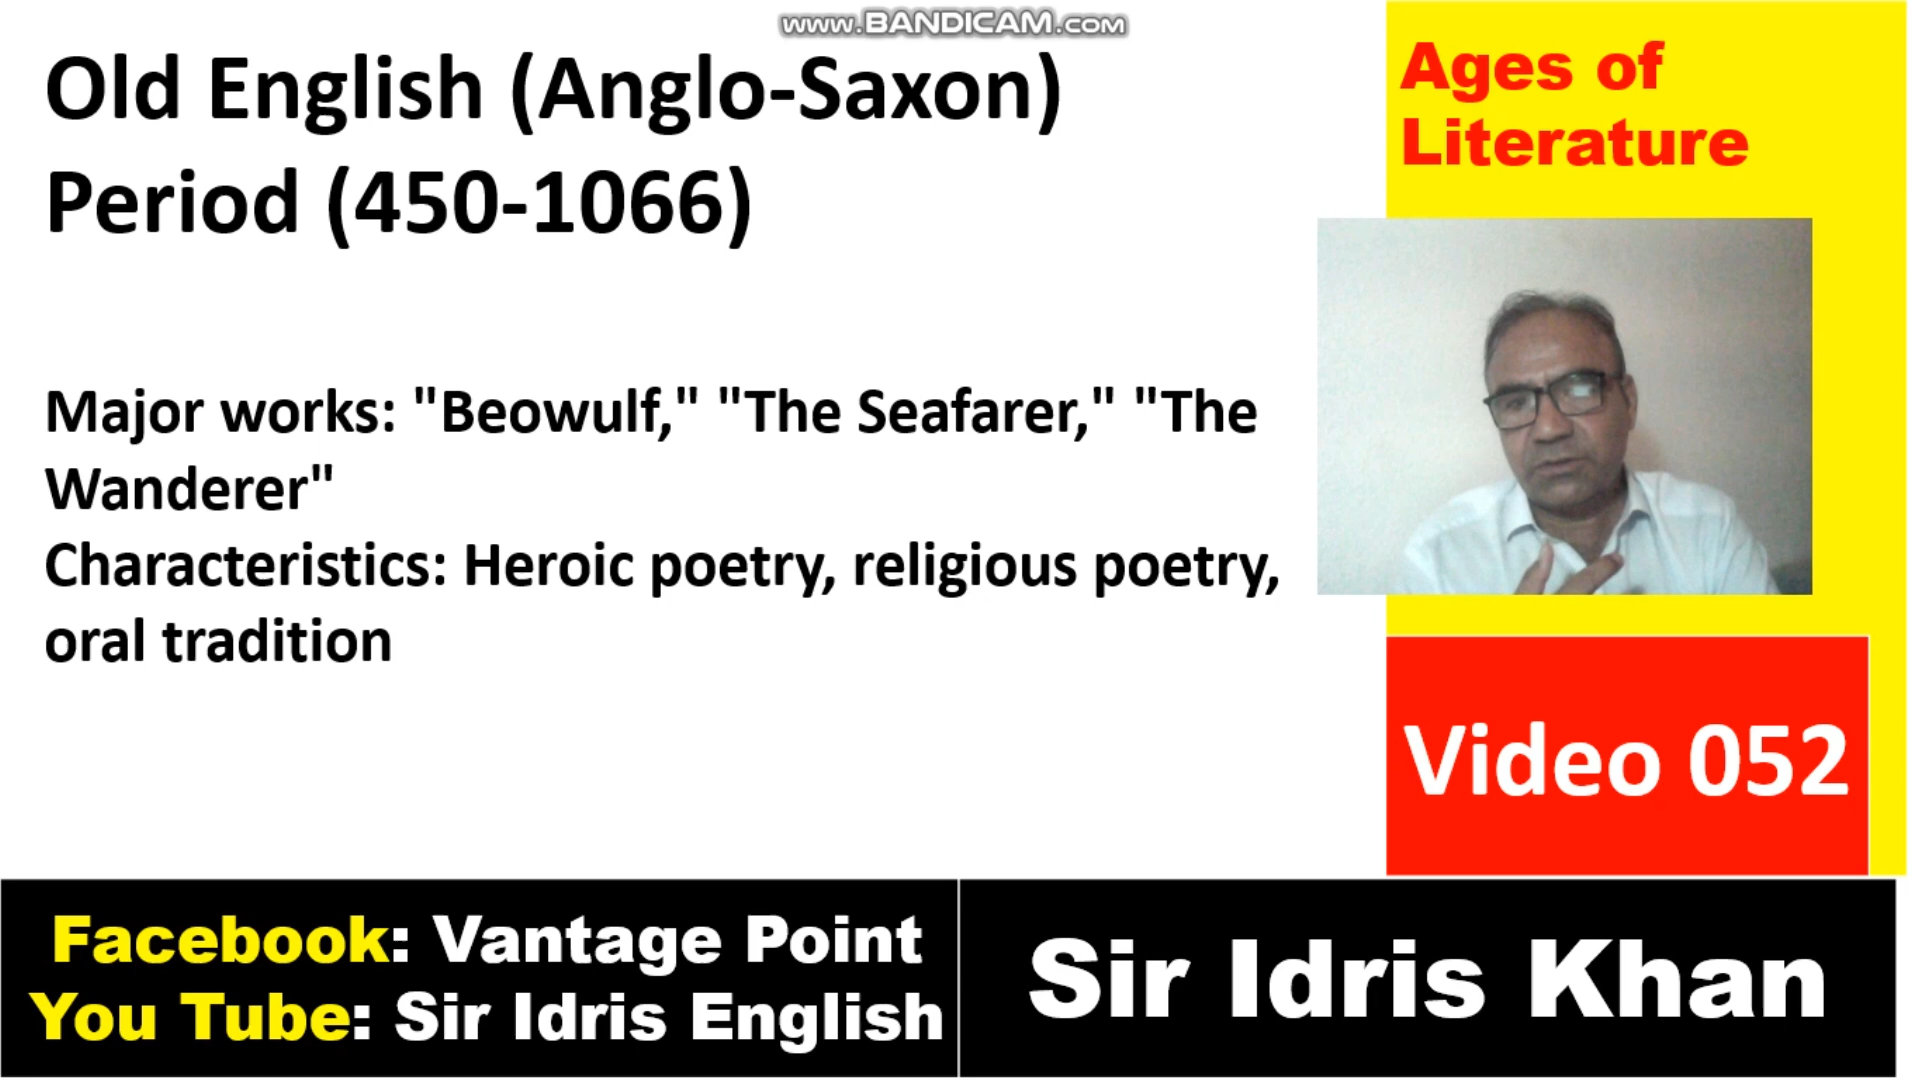 www.BANDICAM.com
Old English (Anglo-Saxon)
Period (450-1066)
Major works: "Beowulf," "The Seafarer," "The
Wanderer"
Characteristics: Heroic poetry, religious poetry,
oral tradition
Ages of
Literature
Video 052
Facebook: Vantage Point
You Tube: Sir Idris English
Sir Idris Khan